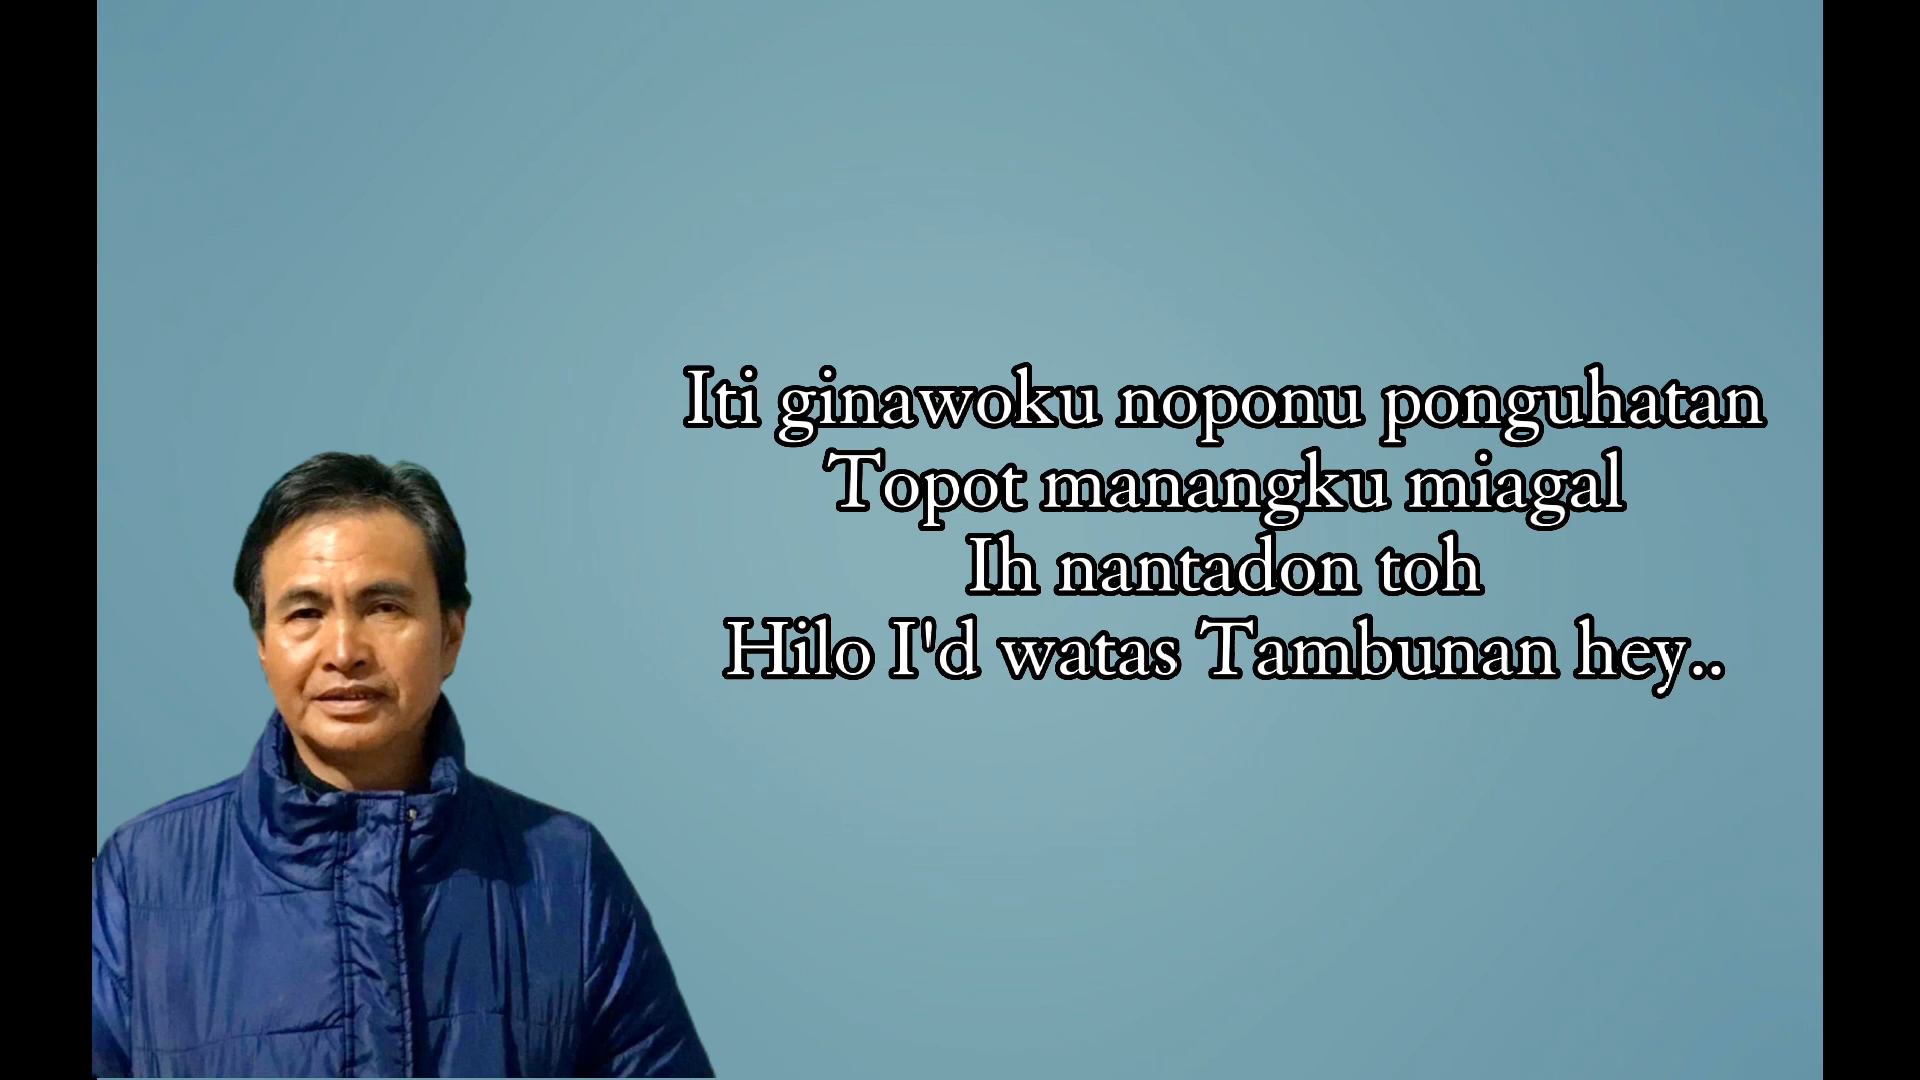 Iti ginawoku noponu ponguhatan
Topot manangku miagal
Ih nantadon toh
Hilo I'd watas Tambunan hey..